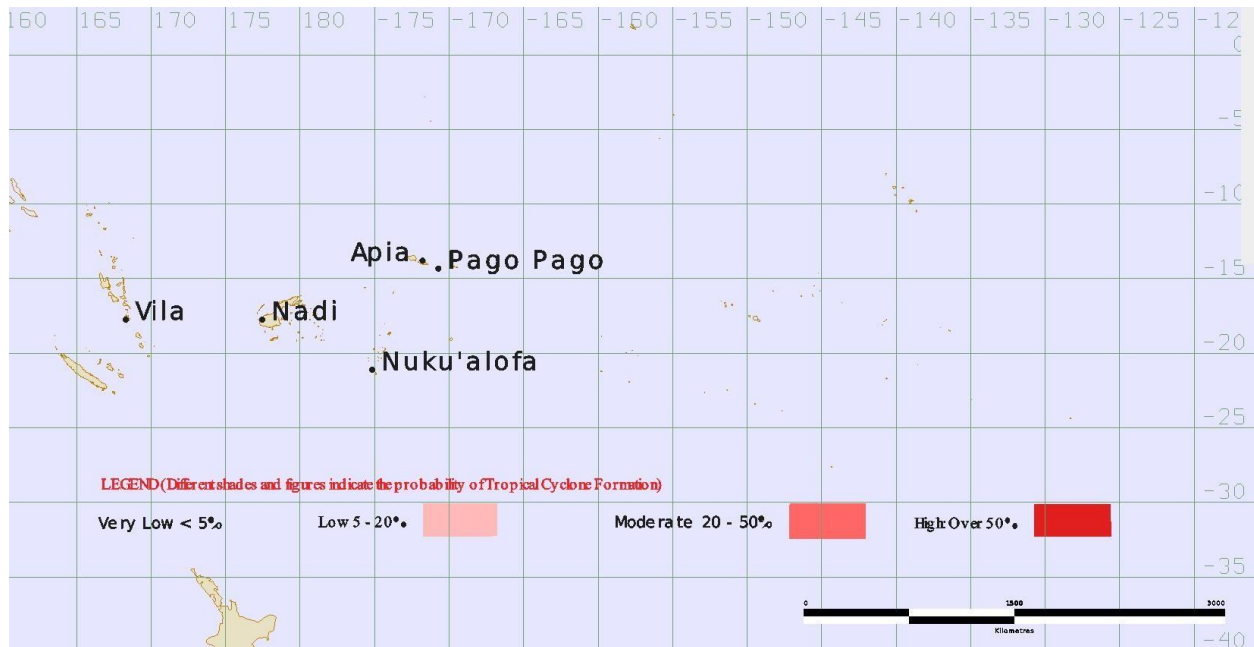 160 165 170 175 180 -175 -170 -165 -160 -155 -150 -145 -140 -135 -130 -125 -12
0
-5
-10
Apia
Pago Pago
-15
Vila
Nadi
-20
Nuku'alofa
-25
LEGEND(Different shades and figures indicate the probability of Tropical Cyclone Formation)
-30
Very Low < 5%
Low 5 - 20%
Moderate 20 - 50%
High: Over 50%
-35
0 1500 3000
Kilometres
-40